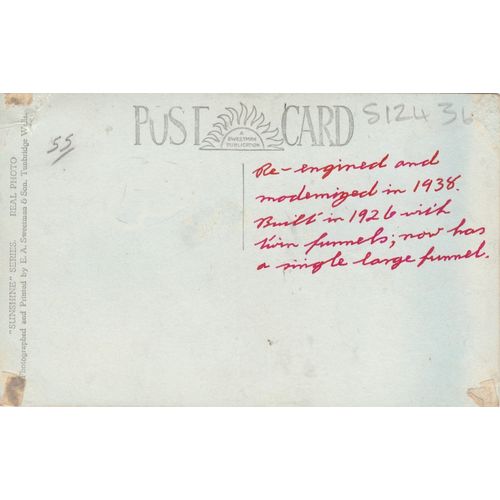 POST CARD
A
SWEETMAN
PUBLICATION
S124 3L
55
Re-engined and
modernized in 1938.
Built in 1926 with
twin funnels; now has
a single large funnel.
"SUNSHINE" SERIES. REAL PHOTO
Photographed and Printed by E. A. Sweetman & Son, Tunbridge Wells